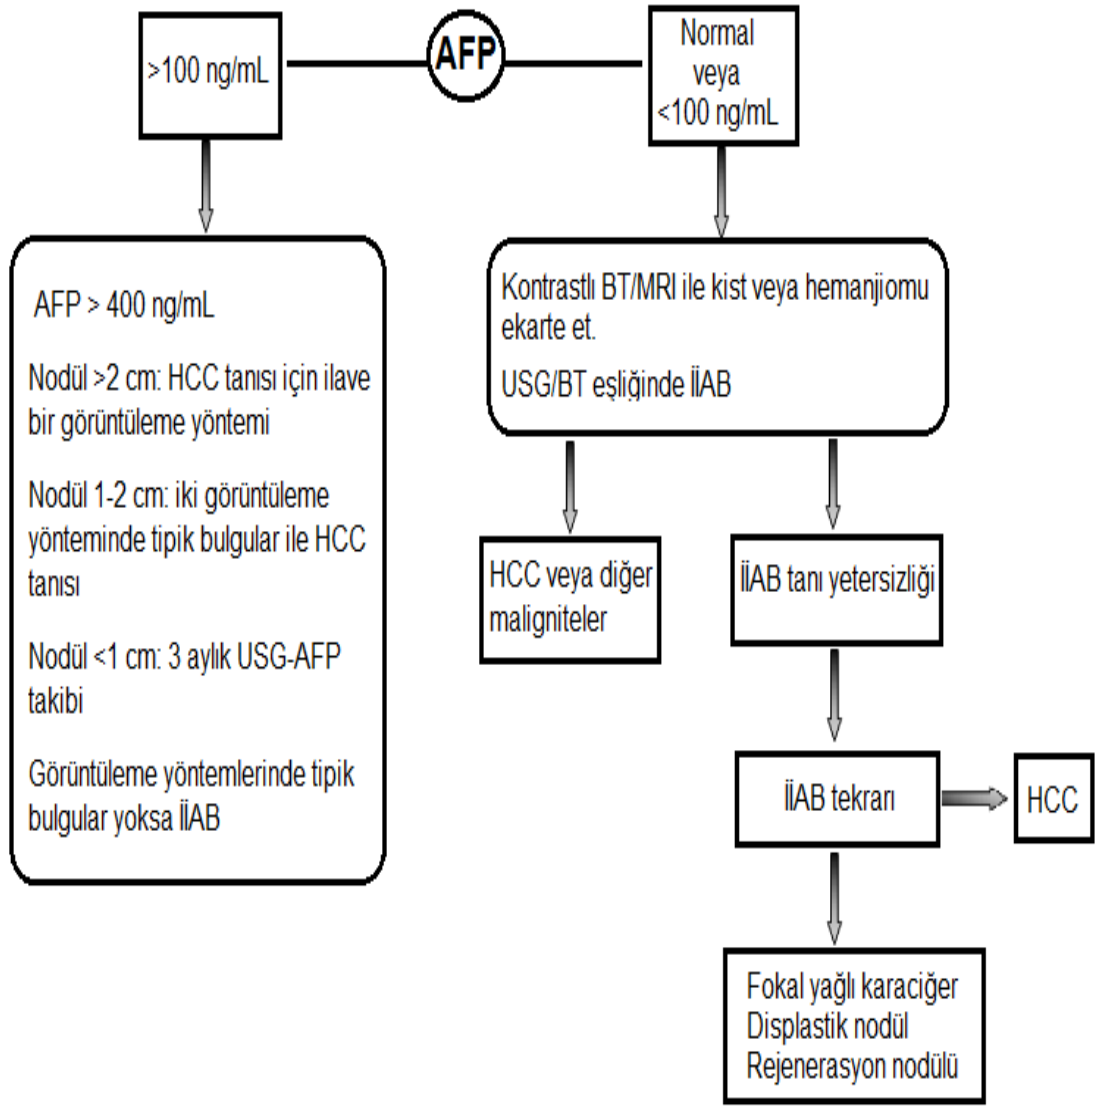 >100 ng/mL
AFP
Normal
veya
<100 ng/mL
AFP > 400 ng/mL
Nodül >2 cm: HCC tanısı için ilave
bir görüntüleme yöntemi
Nodül 1-2 cm: iki görüntüleme
yönteminde tipik bulgular ile HCC
tanısı
Nodül <1 cm: 3 aylık USG-AFP
takibi
Görüntüleme yöntemlerinde tipik
bulgular yoksa İİAB
Kontrastlı BT/MRI ile kist veya hemanjiomu
ekarte et.
USG/BT eşliğinde İİAB
HCC veya diğer
maligniteler
İİAB tanı yetersizliği
İİAB tekrarı
HCC
Fokal yağlı karaciğer
Displastik nodül
Rejenerasyon nodülü